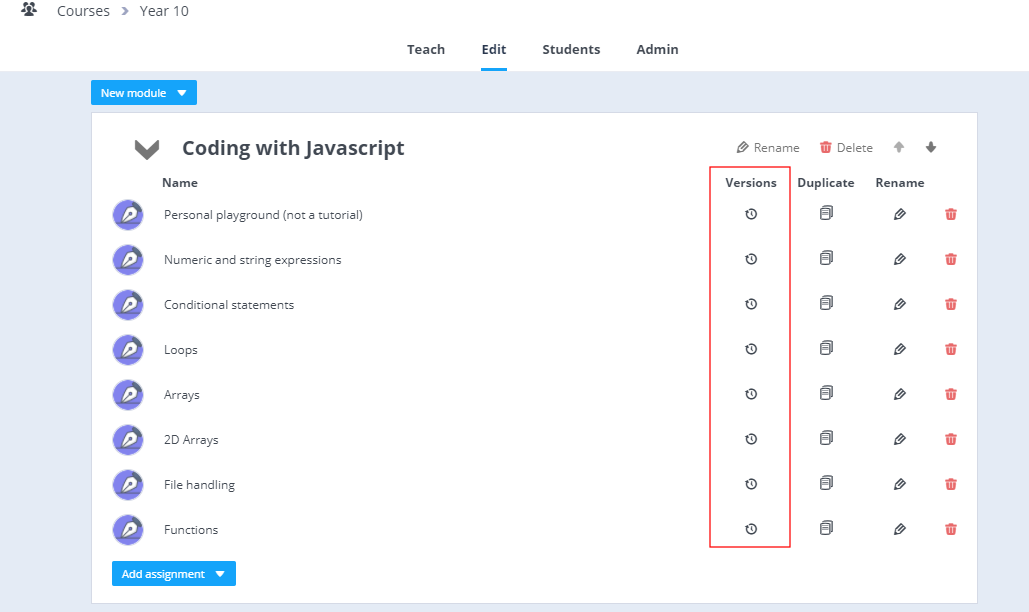 Courses Year 10
Teach Edit Students Admin
New module
Coding with Javascript Rename Delete
Name Versions Duplicate Rename
Personal playground (not a tutorial)
Numeric and string expressions
Conditional statements
Loops
Arrays
2D Arrays
File handling
Functions
Add assignment